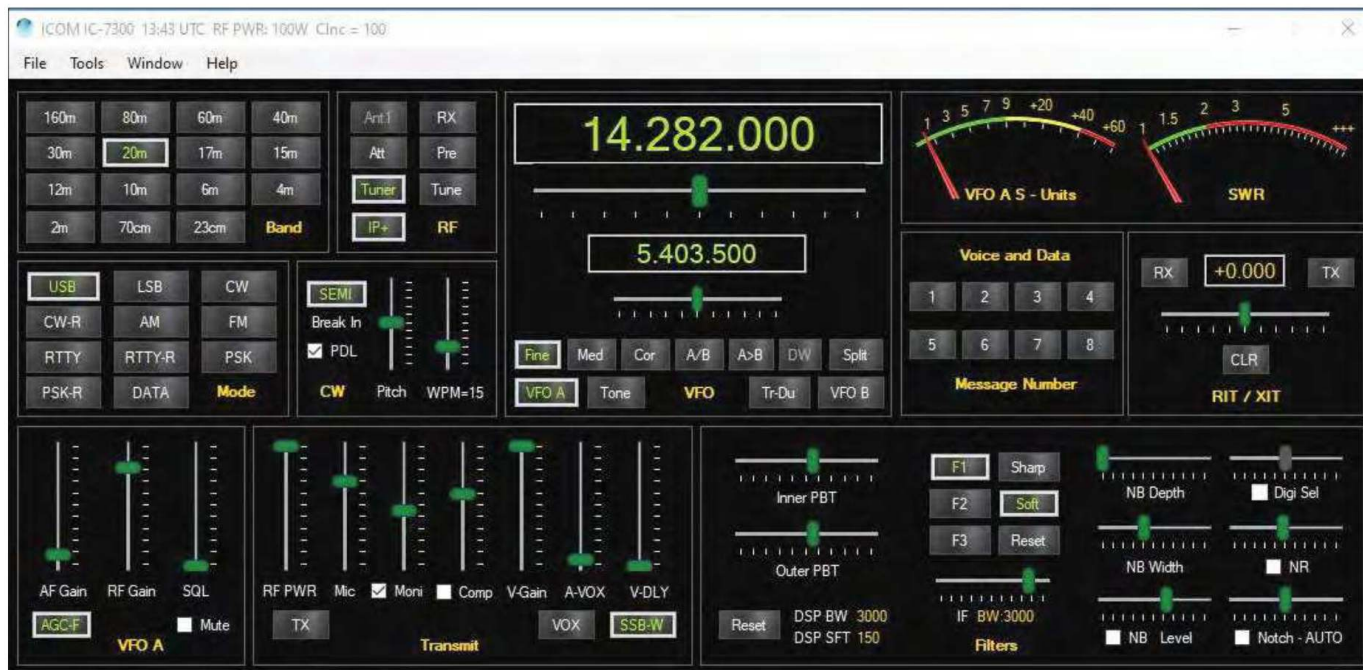 ICOM IC-7300 13:43 UTC RF PWR: 100W CInc = 100
File Tools Window Help
160m 80m 60m 40m
30m 20m 17m 15m
12m 10m 6m 4m
2m 70cm 23cm Band
Ant1 RX
Att Pre
Tuner Tune
IP+ RF
14.282.000
5.403.500
Fine Med Cor A/B A>B DW Split
VFO A Tone VFO Tr-Du VFO B
1 3 5 7 9 +20 +40 +60
VFO A S - Units
1 1.5 2 3 5 +++
SWR
USB LSB CW
CW-R AM FM
RTTY RTTY-R PSK
PSK-R DATA Mode
SEMI
Break In
PDL
CW Pitch WPM=15
Voice and Data
1 2 3 4
5 6 7 8
Message Number
RX +0.000 TX
CLR
RIT / XIT
AF Gain RF Gain SQL
AGC-F Mute
VFO A
RF PWR Mic Moni Comp V-Gain A-VOX V-DLY
TX VOX SSB-W
Transmit
Inner PBT
Outer PBT
Reset DSP BW 3000
DSP SFT 150
F1 Sharp
F2 Soft
F3 Reset
IF BW:3000
Filters
NB Depth Digi Sel
NB Width NR
NB Level Notch - AUTO